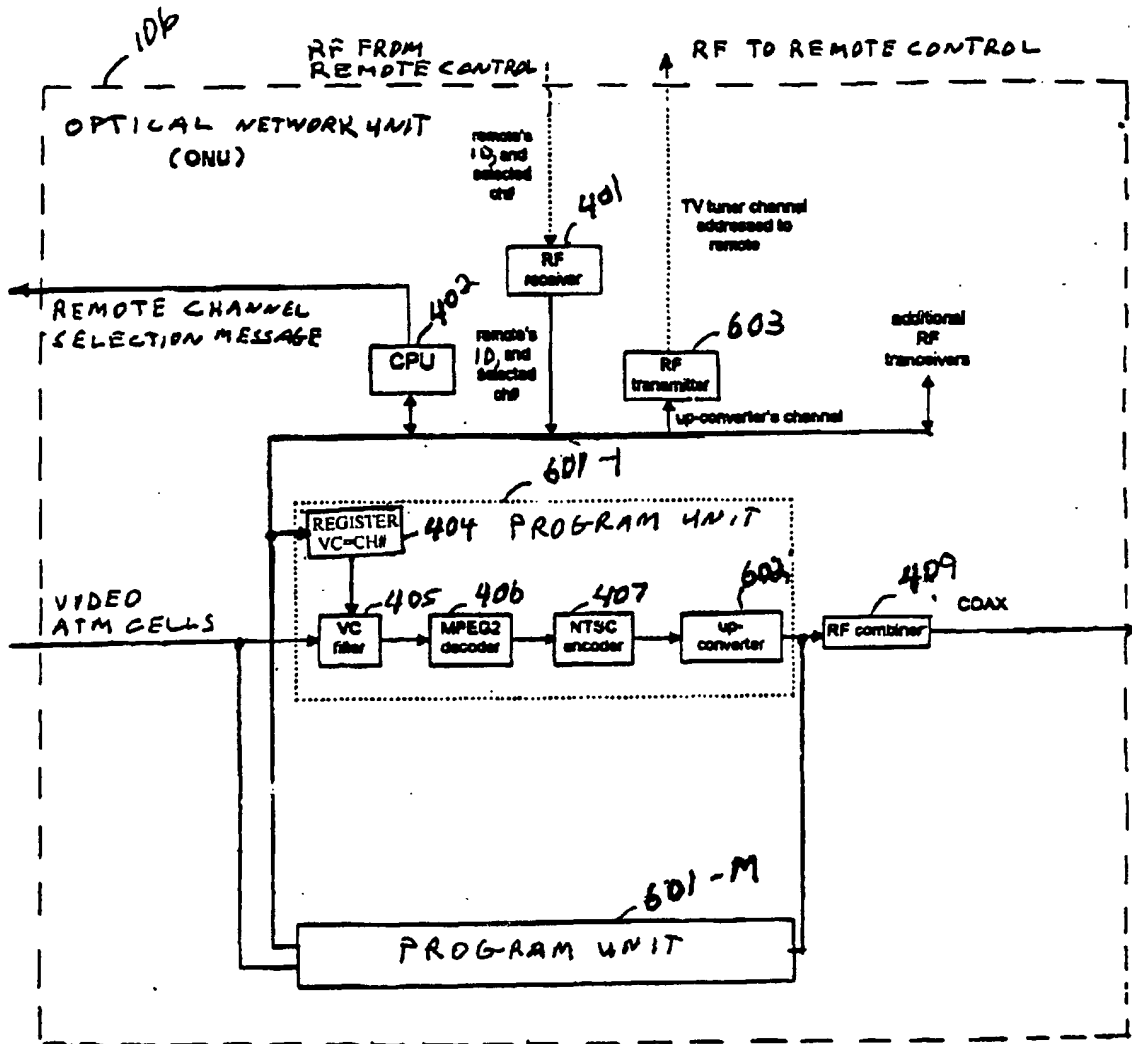 106
RF FROM
REMOTE CONTROL
RF TO REMOTE CONTROL
OPTICAL NETWORK UNIT
(ONU)
remote's
ID, and
selected
ch#
401
RF
receiver
TV tuner channel
addressed to
remote
REMOTE CHANNEL
SELECTION MESSAGE
402
CPU
remote's
ID, and
selected
ch#
603
RF
transmitter
up-converter's channel
additional
RF
tranceivers
601-1
REGISTER
VC=CH#
404
PROGRAM UNIT
VIDEO
ATM CELLS
405
VC
filter
406
MPEG2
decoder
407
NTSC
encoder
602
up-
converter
409
RF combiner
COAX
601-M
PROGRAM UNIT